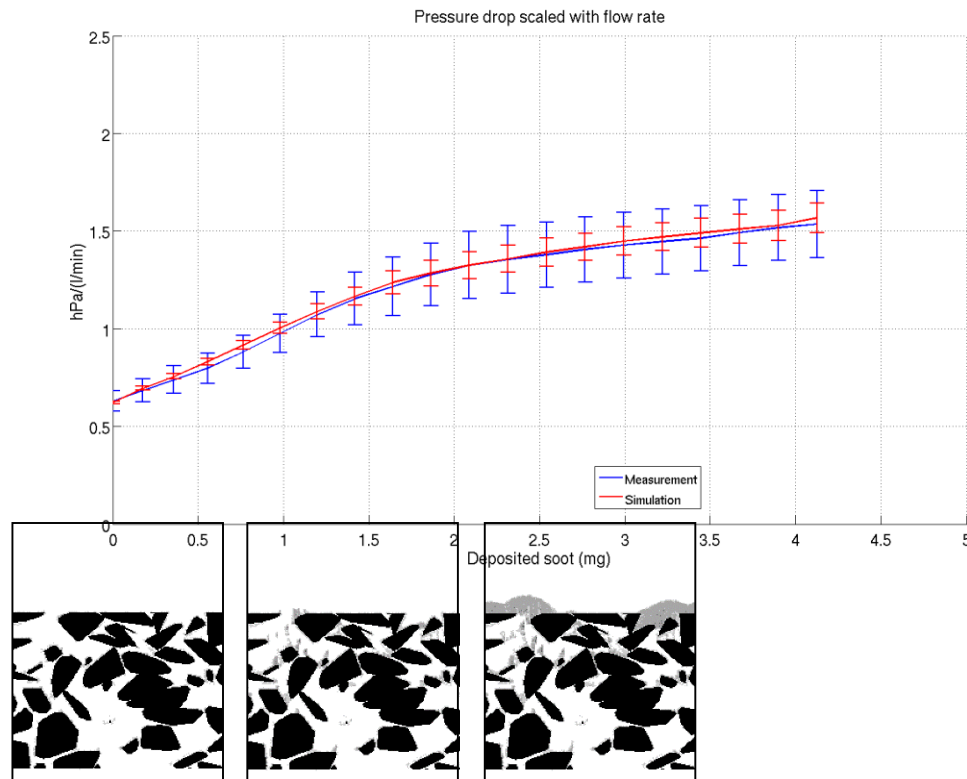 Pressure drop scaled with flow rate
2.5
2
1.5
1
0.5
0
hPa/(l/min)
Measurement
Simulation
0 0.5 1 1.5 2 2.5 3 3.5 4 4.5 5
Deposited soot (mg)